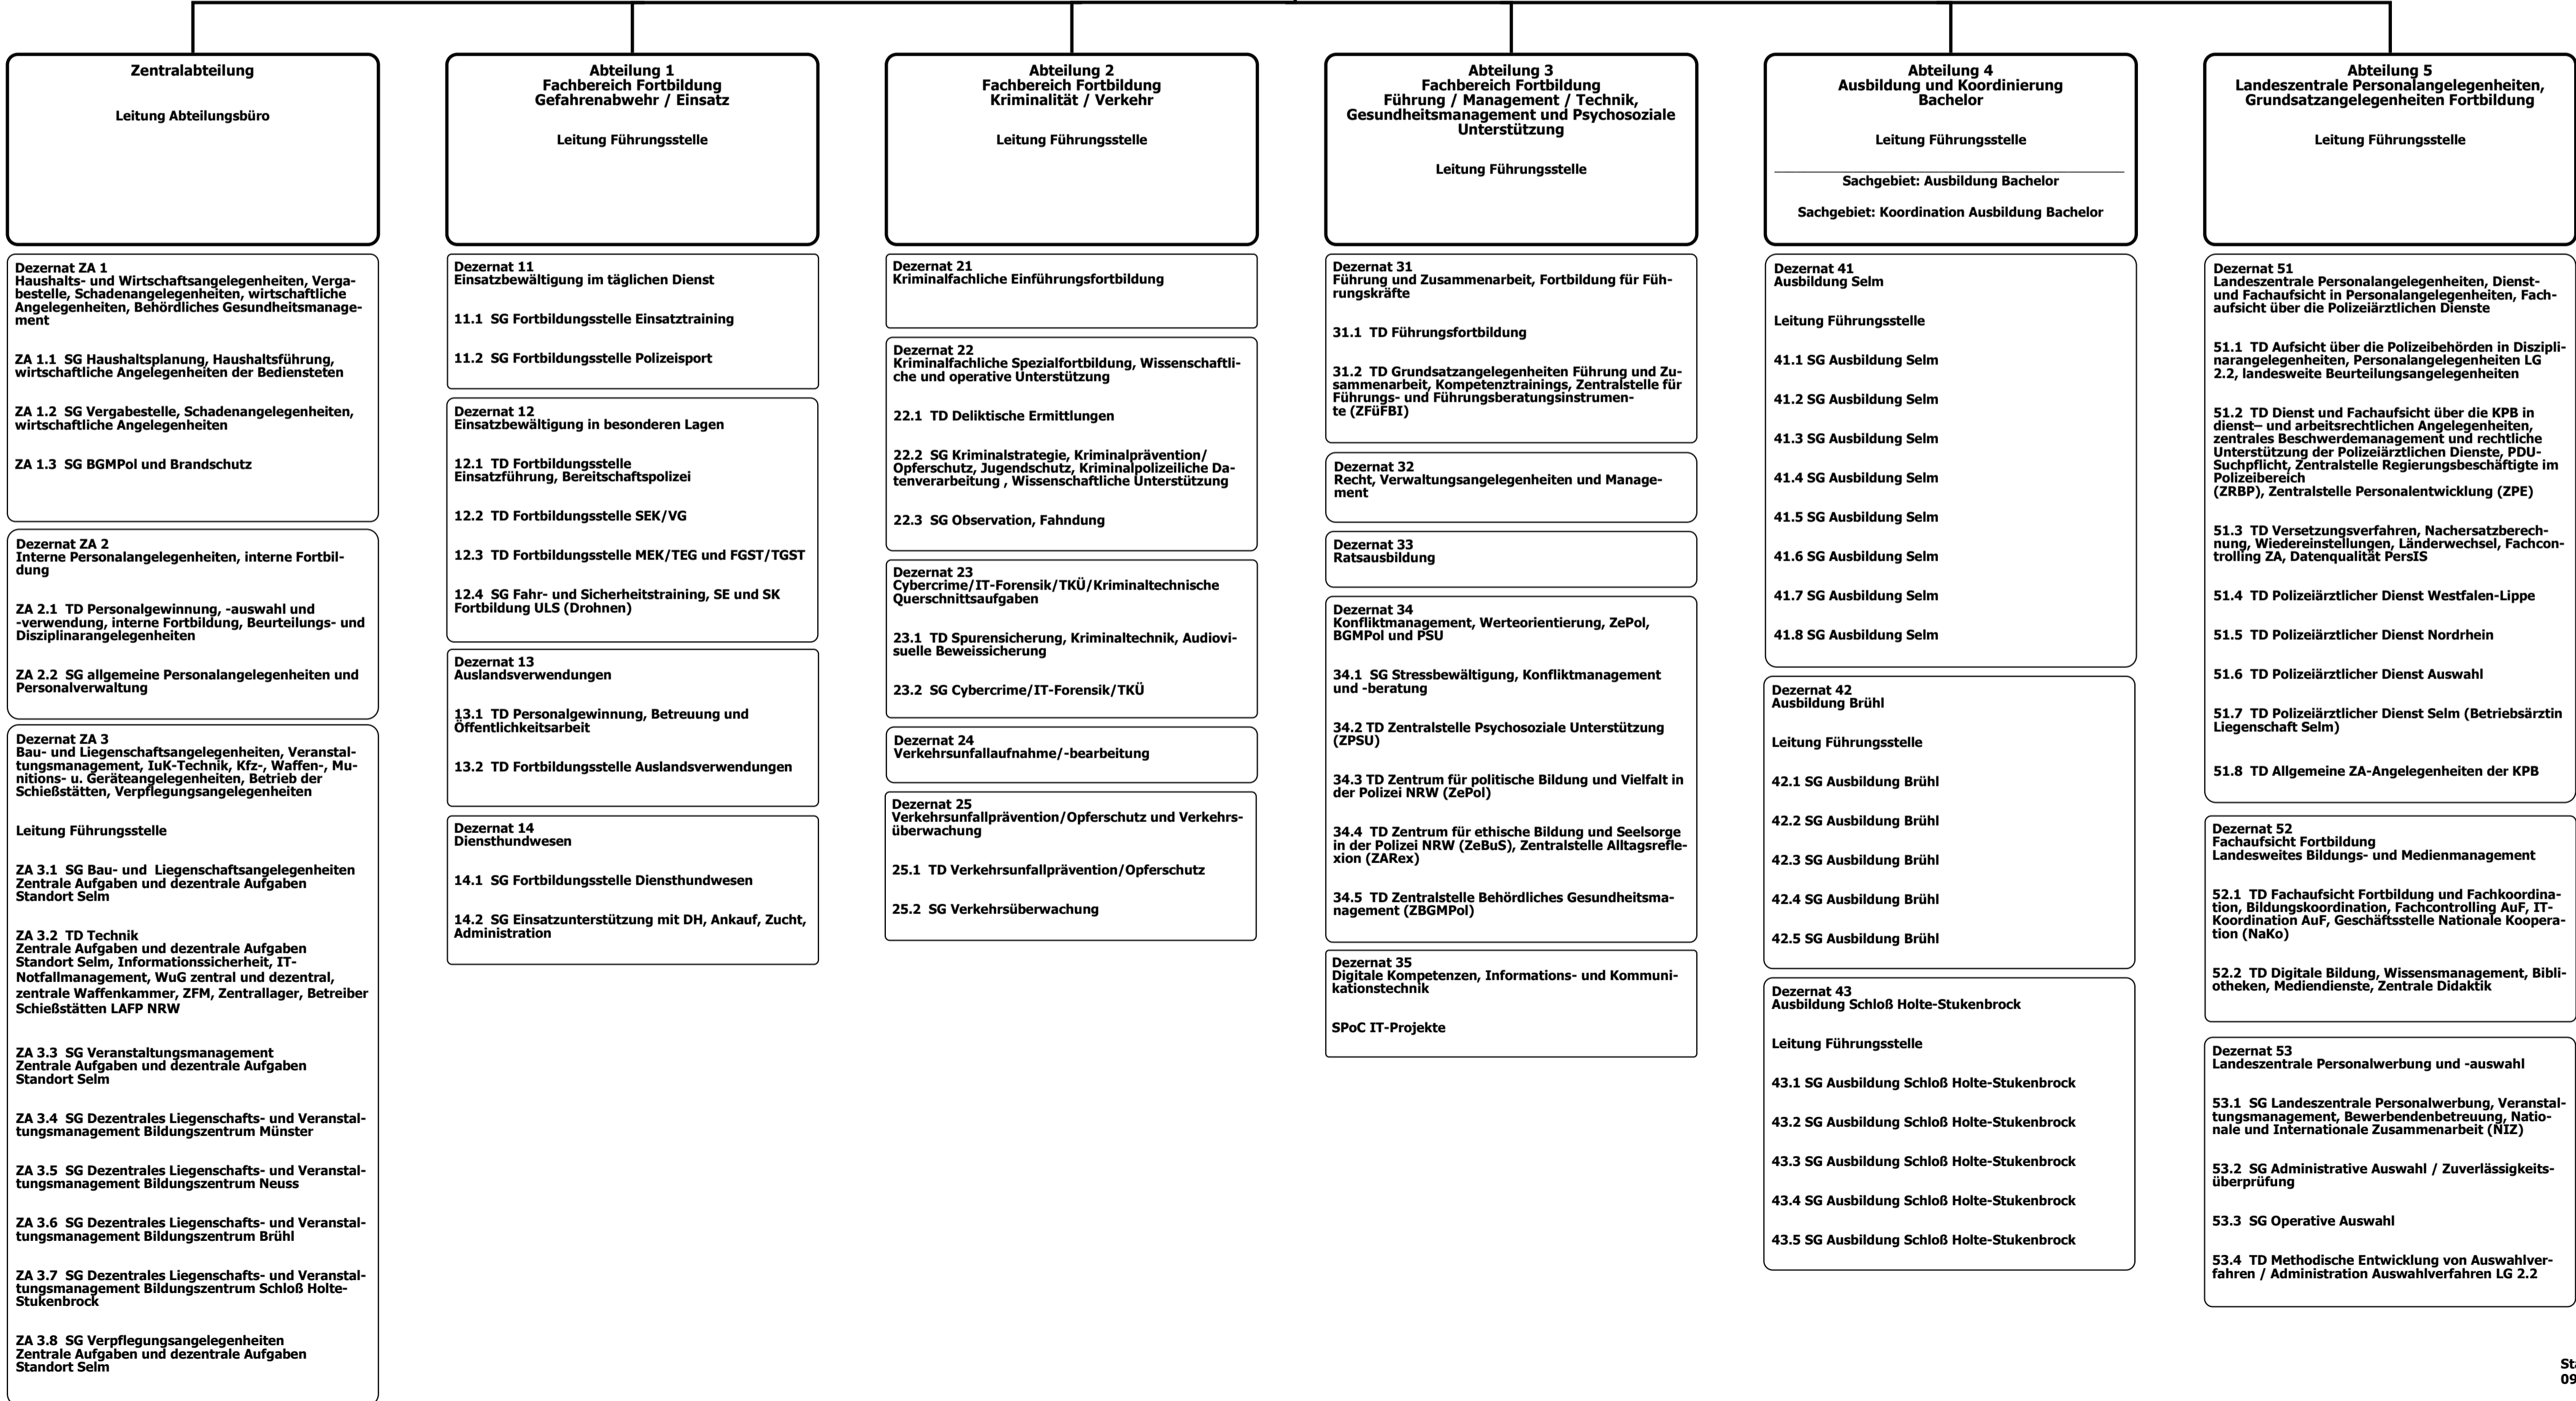 Zentralabteilung
Leitung Abteilungsbüro
Dezernat ZA 1
Haushalts- und Wirtschaftsangelegenheiten, Verga-
bestelle, Schadenangelegenheiten, wirtschaftliche
Angelegenheiten, Behördliches Gesundheitsmanage-
ment
ZA 1.1 SG Haushaltsplanung, Haushaltsführung,
wirtschaftliche Angelegenheiten der Bediensteten
ZA 1.2 SG Vergabestelle, Schadenangelegenheiten,
wirtschaftliche Angelegenheiten
ZA 1.3 SG BGMPol und Brandschutz
Dezernat ZA 2
Interne Personalangelegenheiten, interne Fortbil-
dung
ZA 2.1 TD Personalgewinnung, -auswahl und
-verwendung, interne Fortbildung, Beurteilungs- und
Disziplinarangelegenheiten
ZA 2.2 SG allgemeine Personalangelegenheiten und
Personalverwaltung
Dezernat ZA 3
Bau- und Liegenschaftsangelegenheiten, Veranstal-
tungsmanagement, IuK-Technik, Kfz-, Waffen-, Mu-
nitions- u. Geräteangelegenheiten, Betrieb der
Schießstätten, Verpflegungsangelegenheiten
Leitung Führungsstelle
ZA 3.1 SG Bau- und Liegenschaftsangelegenheiten
Zentrale Aufgaben und dezentrale Aufgaben
Standort Selm
ZA 3.2 TD Technik
Zentrale Aufgaben und dezentrale Aufgaben
Standort Selm, Informationssicherheit, IT-
Notfallmanagement, WuG zentral und dezentral,
zentrale Waffenkammer, ZFM, Zentrallager, Betreiber
Schießstätten LAFP NRW
ZA 3.3 SG Veranstaltungsmanagement
Zentrale Aufgaben und dezentrale Aufgaben
Standort Selm
ZA 3.4 SG Dezentrales Liegenschafts- und Veranstal-
tungsmanagement Bildungszentrum Münster
ZA 3.5 SG Dezentrales Liegenschafts- und Veranstal-
tungsmanagement Bildungszentrum Neuss
ZA 3.6 SG Dezentrales Liegenschafts- und Veranstal-
tungsmanagement Bildungszentrum Brühl
ZA 3.7 SG Dezentrales Liegenschafts- und Veranstal-
tungsmanagement Bildungszentrum Schloß Holte-
Stukenbrock
ZA 3.8 SG Verpflegungsangelegenheiten
Zentrale Aufgaben und dezentrale Aufgaben
Standort Selm
Abteilung 1
Fachbereich Fortbildung
Gefahrenabwehr / Einsatz
Leitung Führungsstelle
Dezernat 11
Einsatzbewältigung im täglichen Dienst
11.1 SG Fortbildungsstelle Einsatztraining
11.2 SG Fortbildungsstelle Polizeisport
Dezernat 12
Einsatzbewältigung in besonderen Lagen
12.1 TD Fortbildungsstelle
Einsatzführung, Bereitschaftspolizei
12.2 TD Fortbildungsstelle SEK/VG
12.3 TD Fortbildungsstelle MEK/TEG und FGST/TGST
12.4 SG Fahr- und Sicherheitstraining, SE und SK
Fortbildung ULS (Drohnen)
Dezernat 13
Auslandsverwendungen
13.1 TD Personalgewinnung, Betreuung und
Öffentlichkeitsarbeit
13.2 TD Fortbildungsstelle Auslandsverwendungen
Dezernat 14
Diensthundwesen
14.1 SG Fortbildungsstelle Diensthundwesen
14.2 SG Einsatzunterstützung mit DH, Ankauf, Zucht,
Administration
Abteilung 2
Fachbereich Fortbildung
Kriminalität / Verkehr
Leitung Führungsstelle
Dezernat 21
Kriminalfachliche Einführungsfortbildung
Dezernat 22
Kriminalfachliche Spezialfortbildung, Wissenschaftli-
che und operative Unterstützung
22.1 TD Deliktische Ermittlungen
22.2 SG Kriminalstrategie, Kriminalprävention/
Opferschutz, Jugendschutz, Kriminalpolizeiliche Da-
tenverarbeitung , Wissenschaftliche Unterstützung
22.3 SG Observation, Fahndung
Dezernat 23
Cybercrime/IT-Forensik/TKÜ/Kriminaltechnische
Querschnittsaufgaben
23.1 TD Spurensicherung, Kriminaltechnik, Audiovi-
suelle Beweissicherung
23.2 SG Cybercrime/IT-Forensik/TKÜ
Dezernat 24
Verkehrsunfallaufnahme/-bearbeitung
Dezernat 25
Verkehrsunfallprävention/Opferschutz und Verkehrs-
überwachung
25.1 TD Verkehrsunfallprävention/Opferschutz
25.2 SG Verkehrsüberwachung
Abteilung 3
Fachbereich Fortbildung
Führung / Management / Technik,
Gesundheitsmanagement und Psychosoziale
Unterstützung
Leitung Führungsstelle
Dezernat 31
Führung und Zusammenarbeit, Fortbildung für Füh-
rungskräfte
31.1 TD Führungsfortbildung
31.2 TD Grundsatzangelegenheiten Führung und Zu-
sammenarbeit, Kompetenztrainings, Zentralstelle für
Führungs- und Führungsberatungsinstrumen-
te (ZFüFBI)
Dezernat 32
Recht, Verwaltungsangelegenheiten und Manage-
ment
Dezernat 33
Ratsausbildung
Dezernat 34
Konfliktmanagement, Werteorientierung, ZePol,
BGMPol und PSU
34.1 SG Stressbewältigung, Konfliktmanagement
und -beratung
34.2 TD Zentralstelle Psychosoziale Unterstützung
(ZPSU)
34.3 TD Zentrum für politische Bildung und Vielfalt in
der Polizei NRW (ZePol)
34.4 TD Zentrum für ethische Bildung und Seelsorge
in der Polizei NRW (ZeBuS), Zentralstelle Alltagsrefle-
xion (ZARex)
34.5 TD Zentralstelle Behördliches Gesundheitsma-
nagement (ZBGMPol)
Dezernat 35
Digitale Kompetenzen, Informations- und Kommuni-
kationstechnik
SPoC IT-Projekte
Abteilung 4
Ausbildung und Koordinierung
Bachelor
Leitung Führungsstelle
Sachgebiet: Ausbildung Bachelor
Sachgebiet: Koordination Ausbildung Bachelor
Dezernat 41
Ausbildung Selm
Leitung Führungsstelle
41.1 SG Ausbildung Selm
41.2 SG Ausbildung Selm
41.3 SG Ausbildung Selm
41.4 SG Ausbildung Selm
41.5 SG Ausbildung Selm
41.6 SG Ausbildung Selm
41.7 SG Ausbildung Selm
41.8 SG Ausbildung Selm
Dezernat 42
Ausbildung Brühl
Leitung Führungsstelle
42.1 SG Ausbildung Brühl
42.2 SG Ausbildung Brühl
42.3 SG Ausbildung Brühl
42.4 SG Ausbildung Brühl
42.5 SG Ausbildung Brühl
Dezernat 43
Ausbildung Schloß Holte-Stukenbrock
Leitung Führungsstelle
43.1 SG Ausbildung Schloß Holte-Stukenbrock
43.2 SG Ausbildung Schloß Holte-Stukenbrock
43.3 SG Ausbildung Schloß Holte-Stukenbrock
43.4 SG Ausbildung Schloß Holte-Stukenbrock
43.5 SG Ausbildung Schloß Holte-Stukenbrock
Abteilung 5
Landeszentrale Personalangelegenheiten,
Grundsatzangelegenheiten Fortbildung
Leitung Führungsstelle
Dezernat 51
Landeszentrale Personalangelegenheiten, Dienst-
und Fachaufsicht in Personalangelegenheiten, Fach-
aufsicht über die Polizeiärztlichen Dienste
51.1 TD Aufsicht über die Polizeibehörden in Diszipli-
narangelegenheiten, Personalangelegenheiten LG
2.2, landesweite Beurteilungsangelegenheiten
51.2 TD Dienst und Fachaufsicht über die KPB in
dienst– und arbeitsrechtlichen Angelegenheiten,
zentrales Beschwerdemanagement und rechtliche
Unterstützung der Polizeiärztlichen Dienste, PDU-
Suchpflicht, Zentralstelle Regierungsbeschäftigte im
Polizeibereich
(ZRBP), Zentralstelle Personalentwicklung (ZPE)
51.3 TD Versetzungsverfahren, Nachersatzberech-
nung, Wiedereinstellungen, Länderwechsel, Fachcon-
trolling ZA, Datenqualität PersIS
51.4 TD Polizeiärztlicher Dienst Westfalen-Lippe
51.5 TD Polizeiärztlicher Dienst Nordrhein
51.6 TD Polizeiärztlicher Dienst Auswahl
51.7 TD Polizeiärztlicher Dienst Selm (Betriebsärztin
Liegenschaft Selm)
51.8 TD Allgemeine ZA-Angelegenheiten der KPB
Dezernat 52
Fachaufsicht Fortbildung
Landesweites Bildungs- und Medienmanagement
52.1 TD Fachaufsicht Fortbildung und Fachkoordina-
tion, Bildungskoordination, Fachcontrolling AuF, IT-
Koordination AuF, Geschäftsstelle Nationale Koopera-
tion (NaKo)
52.2 TD Digitale Bildung, Wissensmanagement, Bibli-
otheken, Mediendienste, Zentrale Didaktik
Dezernat 53
Landeszentrale Personalwerbung und -auswahl
53.1 SG Landeszentrale Personalwerbung, Veranstal-
tungsmanagement, Bewerbendenbetreuung, Natio-
nale und Internationale Zusammenarbeit (NIZ)
53.2 SG Administrative Auswahl / Zuverlässigkeits-
überprüfung
53.3 SG Operative Auswahl
53.4 TD Methodische Entwicklung von Auswahlver-
fahren / Administration Auswahlverfahren LG 2.2